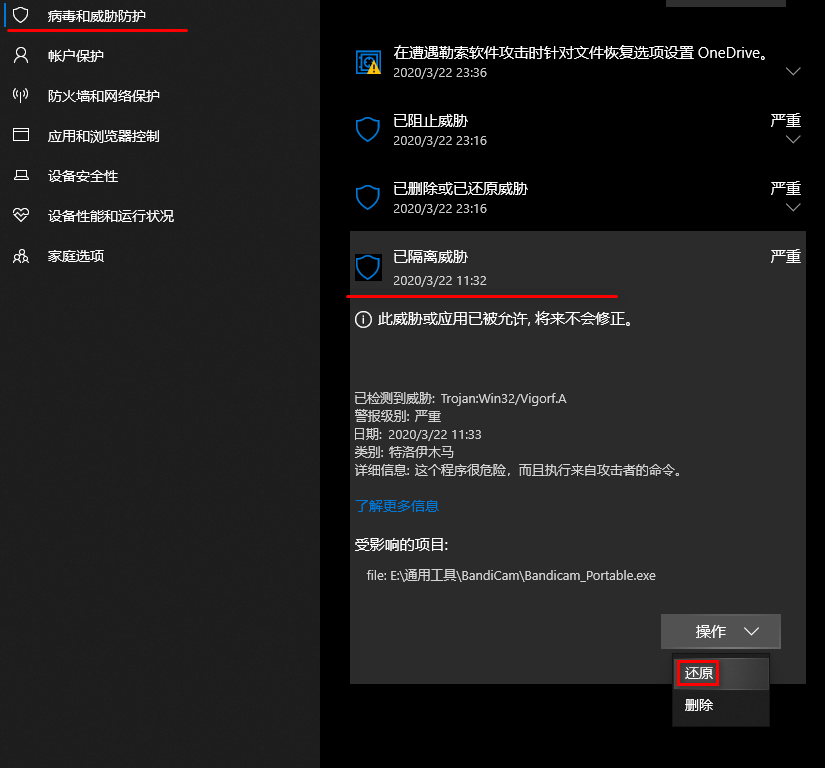 病毒和威胁防护
帐户保护
防火墙和网络保护
应用和浏览器控制
设备安全性
设备性能和运行状况
家庭选项
在遭遇勒索软件攻击时针对文件恢复选项设置 OneDrive。
2020/3/22 23:36
已阻止威胁 严重
2020/3/22 23:16
已删除或已还原威胁 严重
2020/3/22 23:16
已隔离威胁 严重
2020/3/22 11:32
此威胁或应用已被允许, 将来不会修正。
已检测到威胁: Trojan:Win32/Vigorf.A
警报级别: 严重
日期: 2020/3/22 11:33
类别: 特洛伊木马
详细信息: 这个程序很危险，而且执行来自攻击者的命令。
了解更多信息
受影响的项目:
file: E:\通用工具\BandiCam\Bandicam_Portable.exe
操作
还原
删除